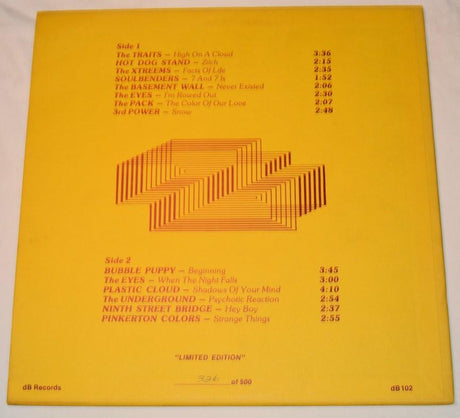 Side 1
The TRAITS — High On A Cloud 3:36
HOT DOG STAND — Zilch 2:15
The XTREEMS — Facts Of Life 2:35
SOULBENDERS — 7 And 7 Is 1:52
The BASEMENT WALL — Never Existed 2:06
The EYES — I'm Rowed Out 2:30
The PACK — The Color Of Our Love 2:07
3rd POWER — Snow 2:48
Side 2
BUBBLE PUPPY — Beginning 3:45
The EYES — When The Night Falls 3:00
PLASTIC CLOUD — Shadows Of Your Mind 4:10
The UNDERGROUND — Psychotic Reaction 2:54
NINTH STREET BRIDGE — Hey Boy 2:37
PINKERTON COLORS — Strange Things 2:55
"LIMITED EDITION"
326 of 500
dB Records dB 102